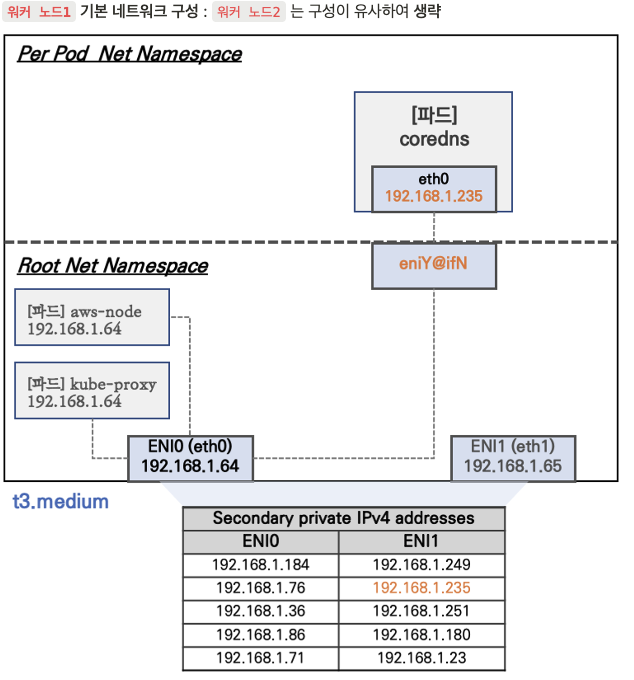 워커 노드1 기본 네트워크 구성 : 워커 노드2 는 구성이 유사하여 생략
Per Pod Net Namespace
[파드]
coredns
eth0
192.168.1.235
Root Net Namespace
eniY@ifN
[파드] aws-node
192.168.1.64
[파드] kube-proxy
192.168.1.64
ENI0 (eth0)
192.168.1.64
ENI1 (eth1)
192.168.1.65
t3.medium
Secondary private IPv4 addresses
ENI0 ENI1
192.168.1.184 192.168.1.249
192.168.1.76 192.168.1.235
192.168.1.36 192.168.1.251
192.168.1.86 192.168.1.180
192.168.1.71 192.168.1.23